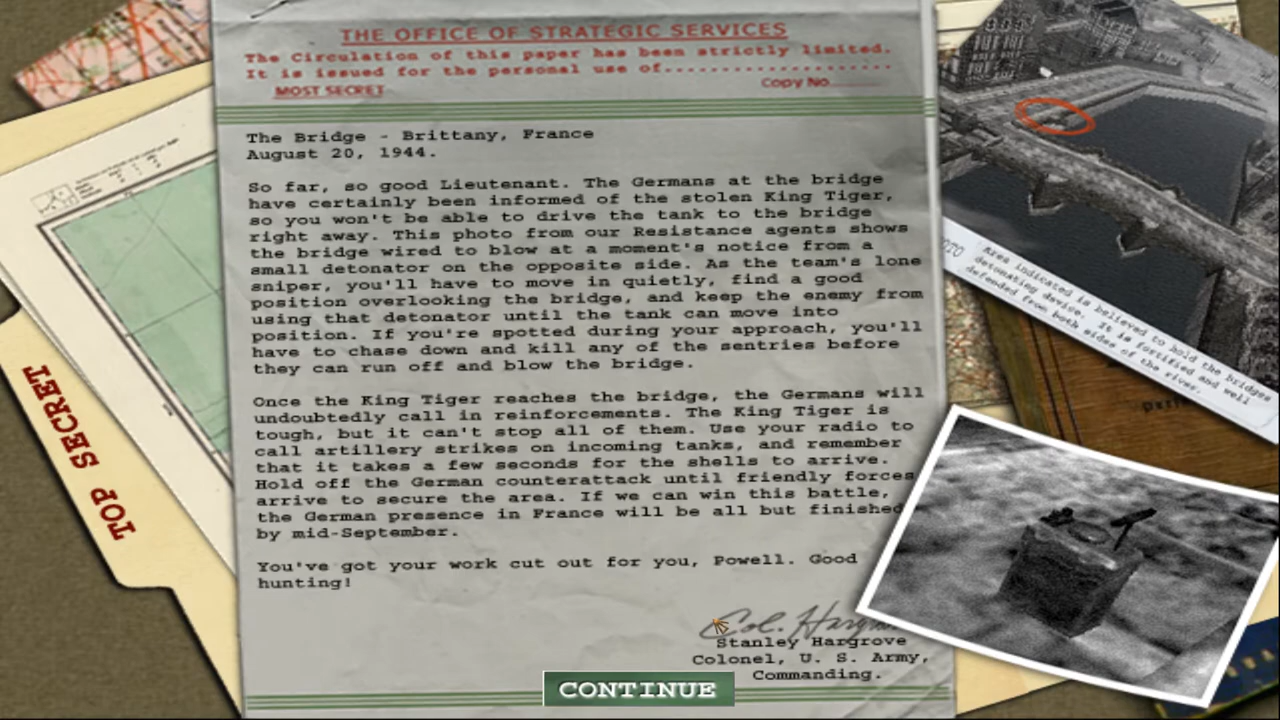 THE OFFICE OF STRATEGIC SERVICES
The Circulation of this paper has been strictly limited.
It is issued for the personal use of.....................
MOST SECRET
Copy No.......
The Bridge - Brittany, France
August 20, 1944.
So far, so good Lieutenant. The Germans at the bridge
have certainly been informed of the stolen King Tiger,
so you won't be able to drive the tank to the bridge
right away. This photo from our Resistance agents shows
the bridge wired to blow at a moment's notice from a
small detonator on the opposite side. As the team's lone
sniper, you'll have to move in quietly, find a good
position overlooking the bridge, and keep the enemy from
using that detonator until the tank can move into
position. If you're spotted during your approach, you'll
have to chase down and kill any of the sentries before
they can run off and blow the bridge.
Once the King Tiger reaches the bridge, the Germans will
undoubtedly call in reinforcements. The King Tiger is
tough, but it can't stop all of them. Use your radio to
call artillery strikes on incoming tanks, and remember
that it takes a few seconds for the shells to arrive.
Hold off the German counterattack until friendly forces
arrive to secure the area. If we can win this battle,
the German presence in France will be all but finished
by mid-September.
You've got your work cut out for you, Powell. Good
hunting!
Col. Hargro
Stanley Hargrove
Colonel, U. S. Army,
Commanding.
CONTINUE
TOP SECRET
Area indicated is believed to hold the bridges
detonating device. It is fortified and well
defended from both sides of the river.